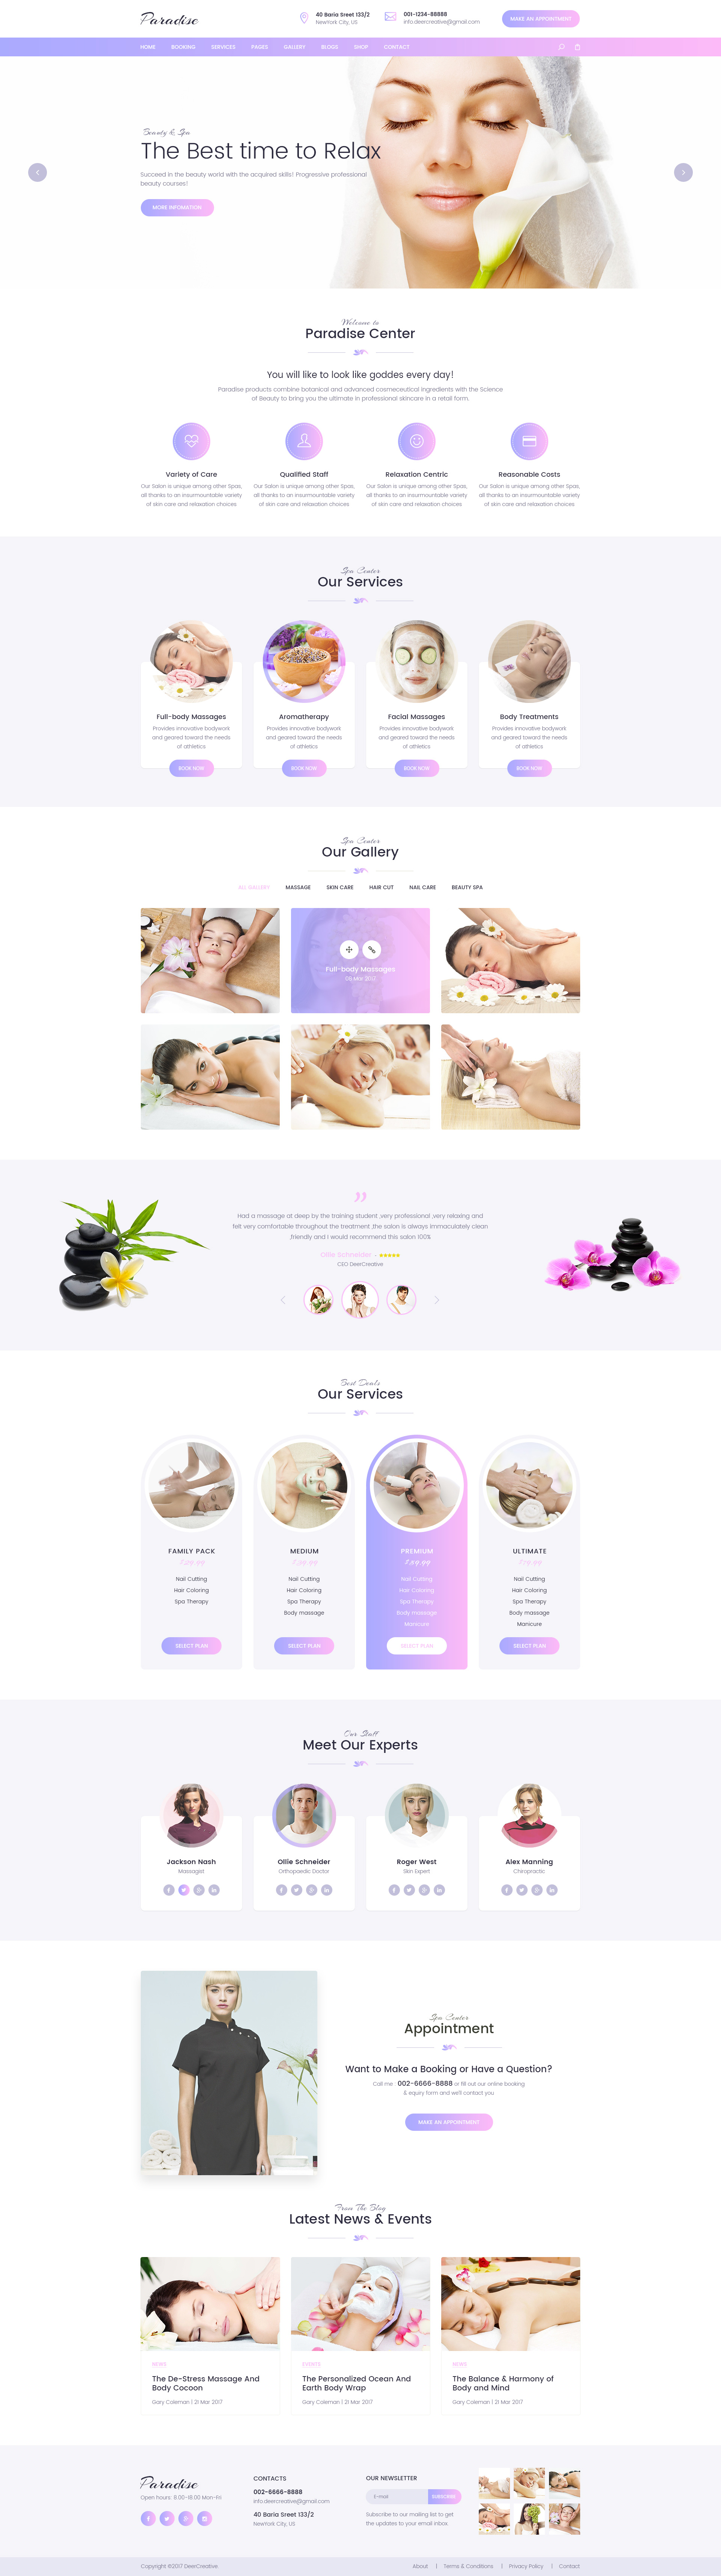 Paradise
40 Baria Sreet 133/2
NewYork City, US
001-1234-88888
info.deercreative@gmail.com
MAKE AN APPOINTMENT
HOME BOOKING SERVICES PAGES GALLERY BLOGS SHOP CONTACT
Beauty & Spa
The Best time to Relax
Succeed in the beauty world with the acquired skills! Progressive professional
beauty courses!
MORE INFOMATION
Welcome to
Paradise Center
You will like to look like goddes every day!
Paradise products combine botanical and advanced cosmeceutical ingredients with the Science
of Beauty to bring you the ultimate in professional skincare in a retail form.
Variety of Care
Our Salon is unique among other Spas,
all thanks to an insurmountable variety
of skin care and relaxation choices
Qualified Staff
Our Salon is unique among other Spas,
all thanks to an insurmountable variety
of skin care and relaxation choices
Relaxation Centric
Our Salon is unique among other Spas,
all thanks to an insurmountable variety
of skin care and relaxation choices
Reasonable Costs
Our Salon is unique among other Spas,
all thanks to an insurmountable variety
of skin care and relaxation choices
Spa Center
Our Services
Full-body Massages
Provides innovative bodywork
and geared toward the needs
of athletics
BOOK NOW
Aromatherapy
Provides innovative bodywork
and geared toward the needs
of athletics
BOOK NOW
Facial Massages
Provides innovative bodywork
and geared toward the needs
of athletics
BOOK NOW
Body Treatments
Provides innovative bodywork
and geared toward the needs
of athletics
BOOK NOW
Spa Center
Our Gallery
ALL GALLERY MASSAGE SKIN CARE HAIR CUT NAIL CARE BEAUTY SPA
Full-body Massages
08 Mar 2017
Had a massage at deep by the training student ,very professional ,very relaxing and
felt very comfortable throughout the treatment ,the salon is always immaculately clean
,friendly and i would recommend this salon 100%
Ollie Schneider -
CEO DeerCreative
Best Deals
Our Services
FAMILY PACK
Nail Cutting
Hair Coloring
Spa Therapy
SELECT PLAN
MEDIUM
Nail Cutting
Hair Coloring
Spa Therapy
Body massage
SELECT PLAN
PREMIUM
Nail Cutting
Hair Coloring
Spa Therapy
Body massage
Manicure
SELECT PLAN
ULTIMATE
Nail Cutting
Hair Coloring
Spa Therapy
Body massage
Manicure
SELECT PLAN
Our Staff
Meet Our Experts
Jackson Nash
Massagist
Ollie Schneider
Orthopaedic Doctor
Roger West
Skin Expert
Alex Manning
Chiropractic
Spa Center
Appointment
Want to Make a Booking or Have a Question?
Call me : 002-6666-8888 or fill out our online booking
& equiry form and we'll contact you
MAKE AN APPOINTMENT
From The Blog
Latest News & Events
NEWS
The De-Stress Massage And
Body Cocoon
Gary Coleman | 21 Mar 2017
EVENTS
The Personalized Ocean And
Earth Body Wrap
Gary Coleman | 21 Mar 2017
NEWS
The Balance & Harmony of
Body and Mind
Gary Coleman | 21 Mar 2017
Paradise
Open hours: 8.00-18.00 Mon-Fri
CONTACTS
002-6666-8888
info.deercreative@gmail.com
40 Baria Sreet 133/2
NewYork City, US
OUR NEWSLETTER
E-mail
SUBSCRIBE
Subscribe to our mailing list to get
the updates to your email inbox
Copyright ©2017 DeerCreative.
About | Terms & Conditions | Privacy Policy | Contact